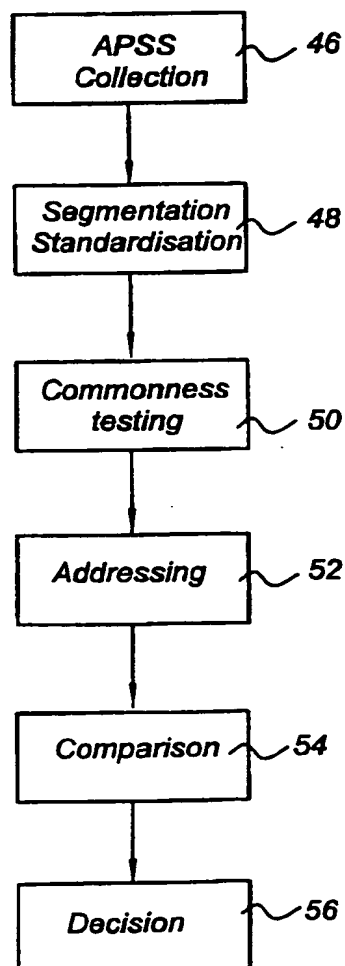 APSS
Collection
46
Segmentation
Standardisation
48
Commonness
testing
50
Addressing
52
Comparison
54
Decision
56